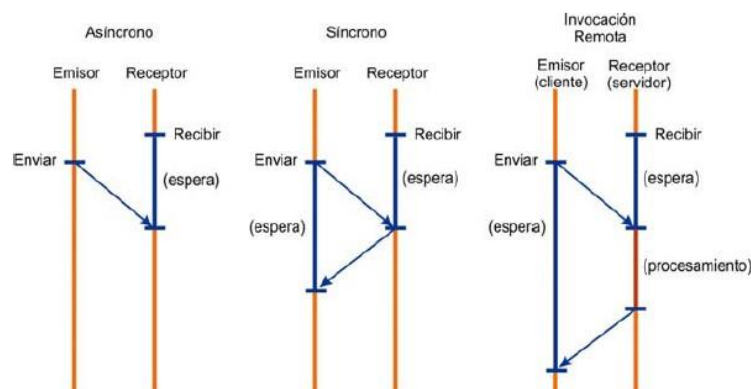 Asíncrono
Emisor Receptor
Recibir
Enviar
(espera)
Síncrono
Emisor Receptor
Recibir
Enviar
(espera)
(espera)
Invocación
Remota
Emisor Receptor
(cliente) (servidor)
Recibir
Enviar
(espera)
(espera)
(procesamiento)